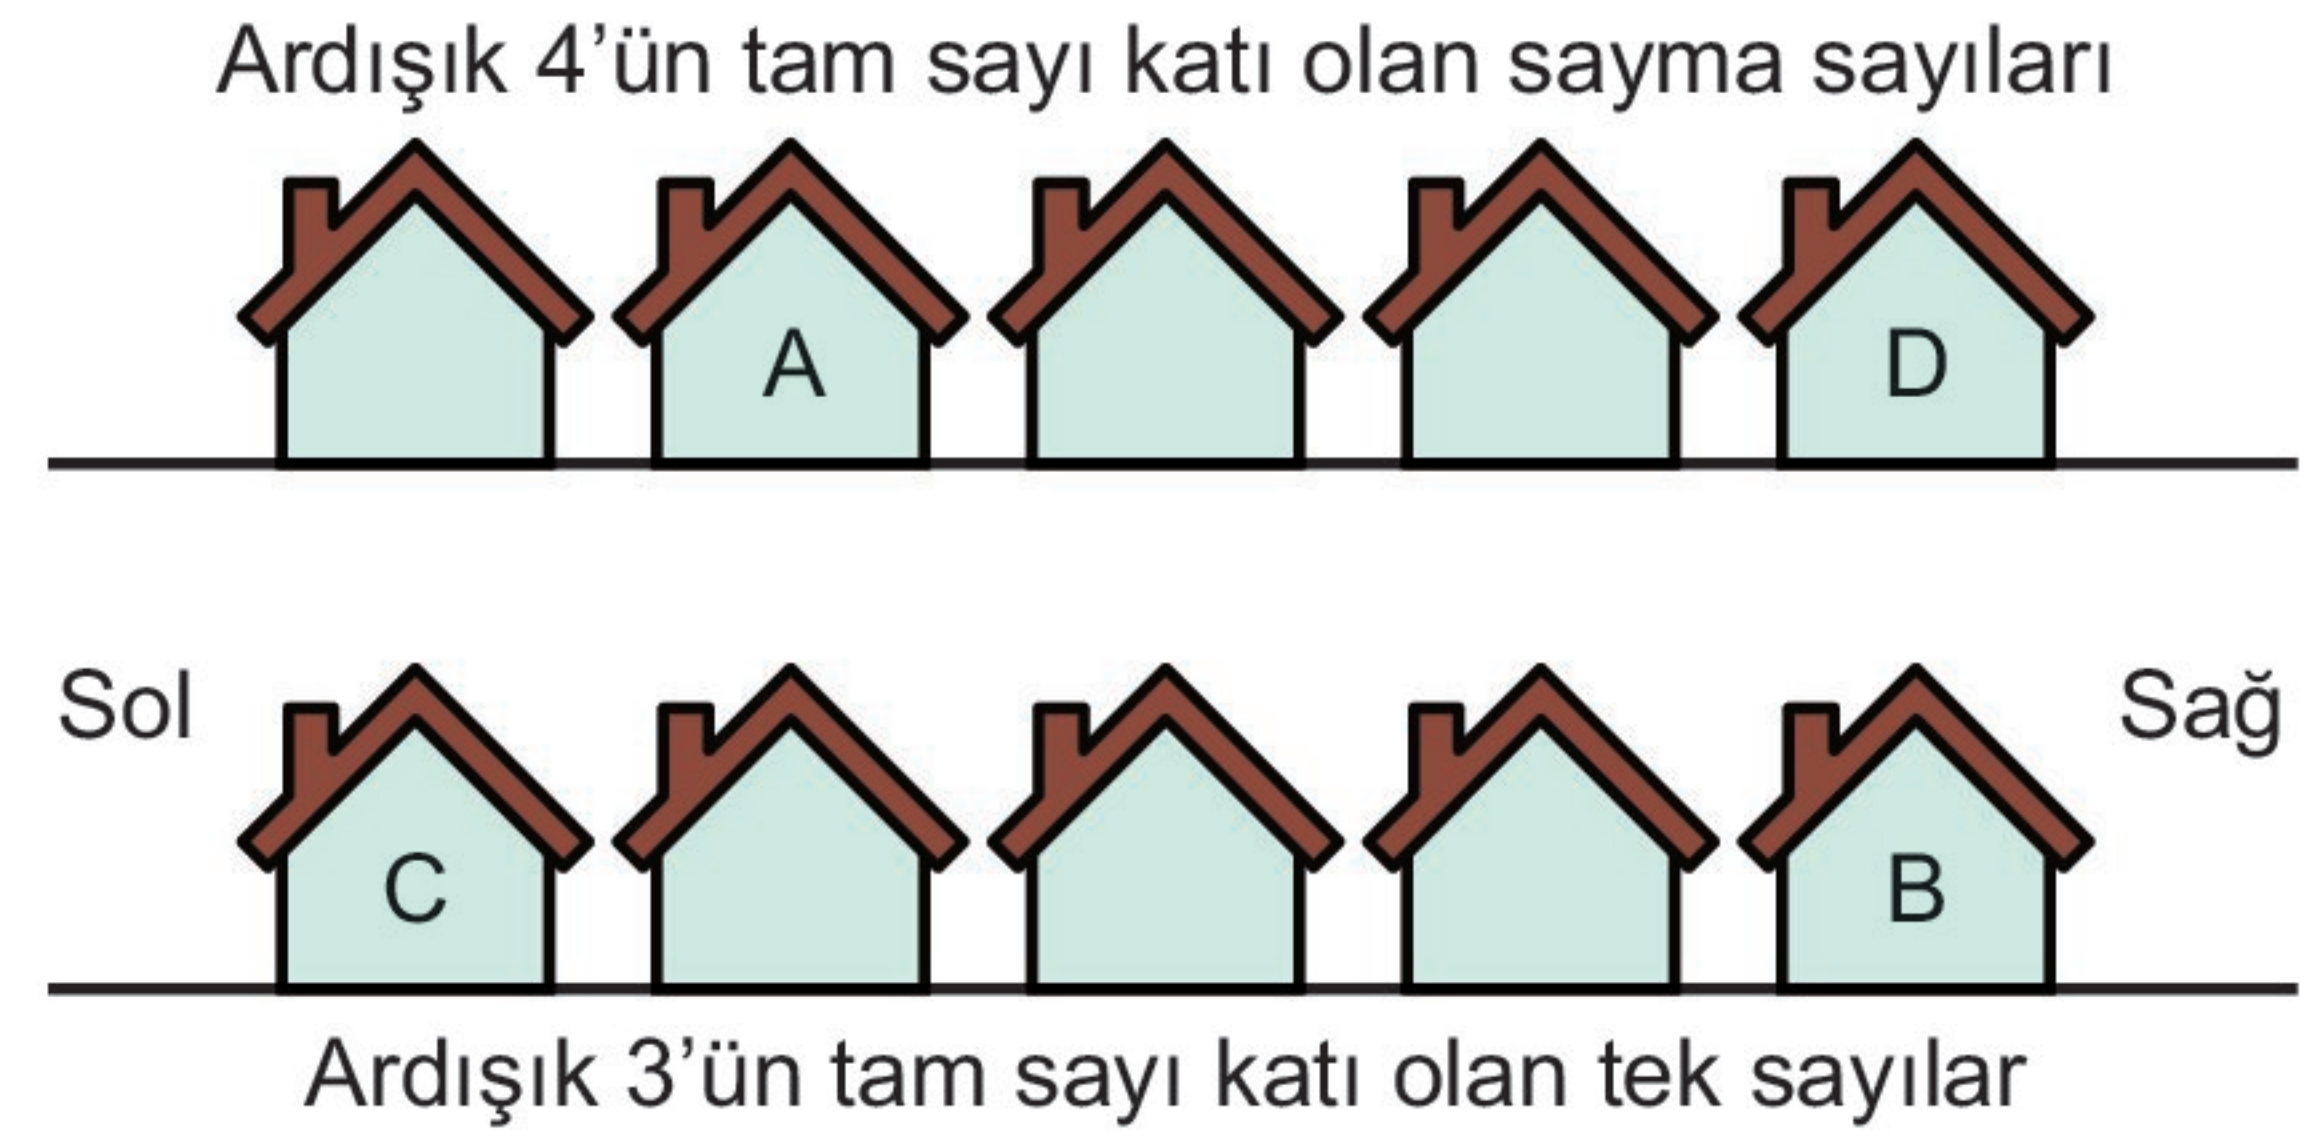 Ardışık 4’ün tam sayı katı olan sayma sayıları
A
D
Sol
Sağ
C
B
Ardışık 3’ün tam sayı katı olan tek sayılar